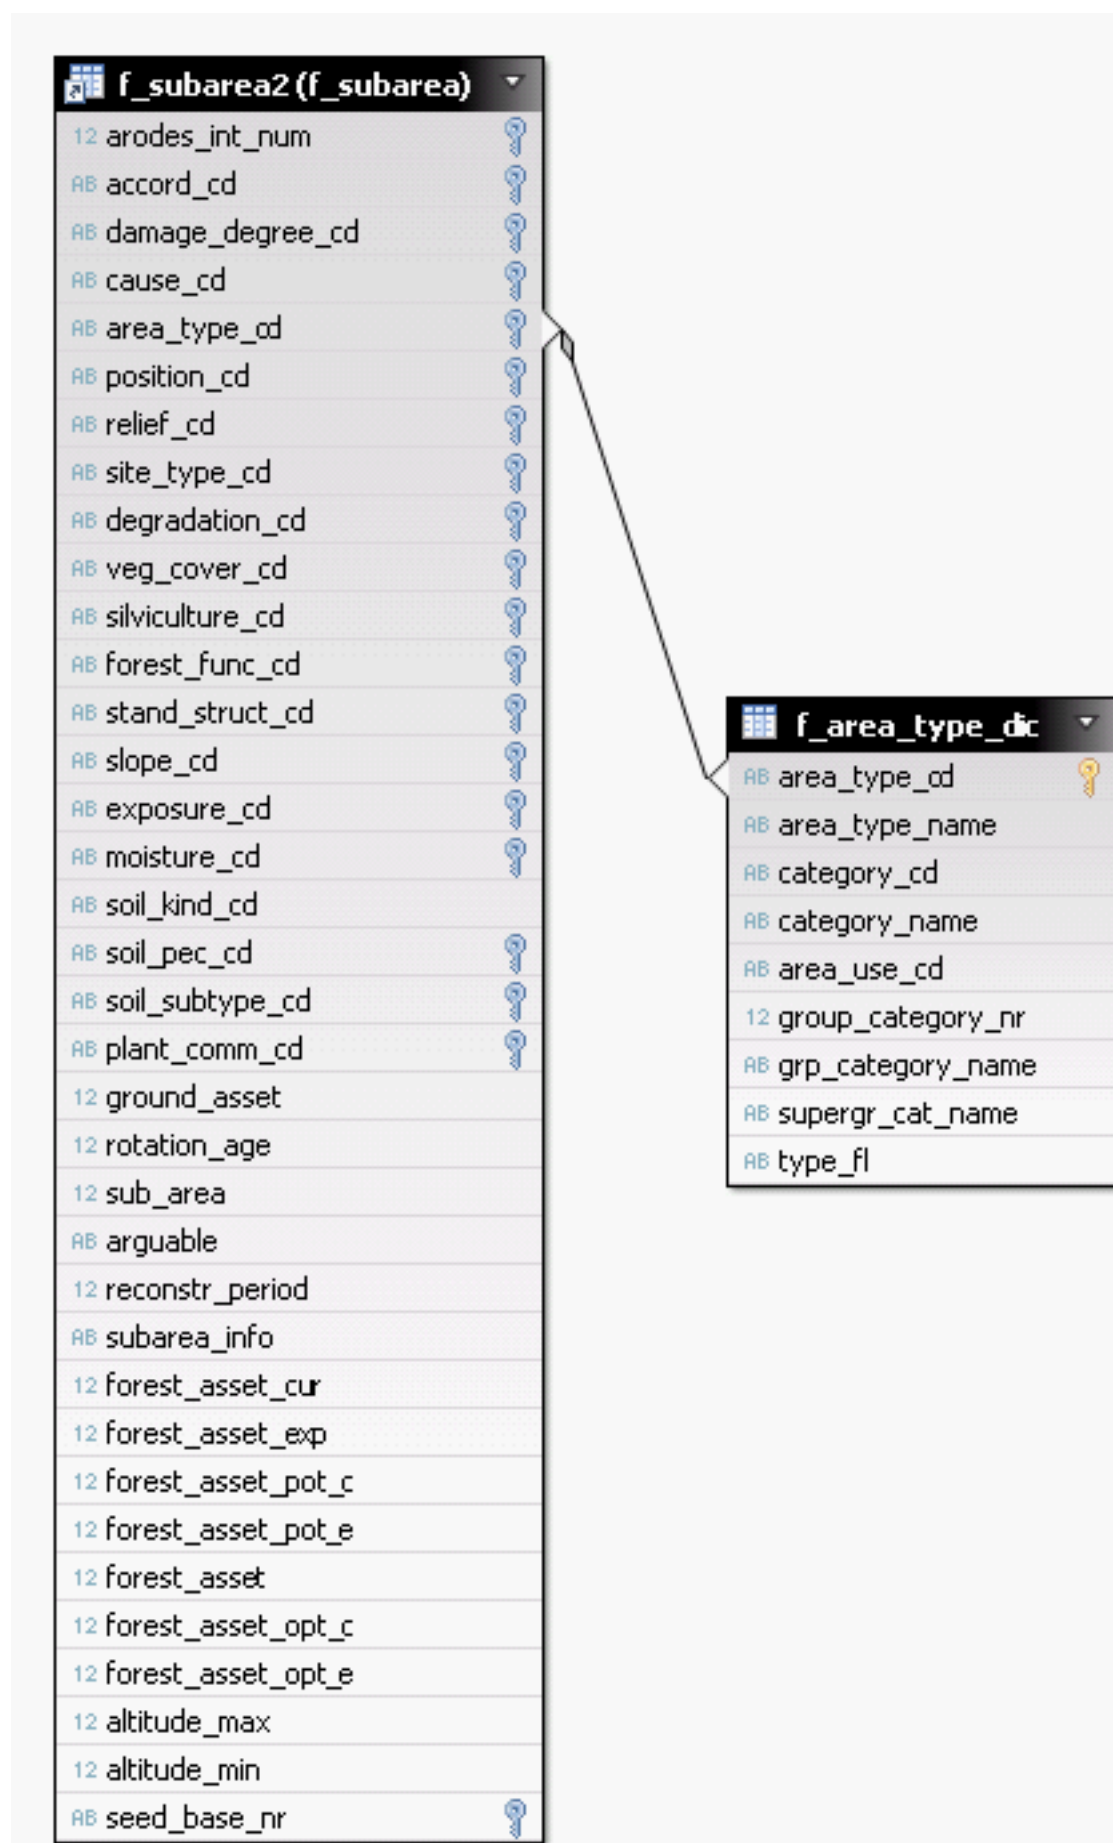 f_subarea2 (f_subarea)
12 arodes_int_num
AB accord_cd
AB damage_degree_cd
AB cause_cd
AB area_type_cd
AB position_cd
AB relief_cd
AB site_type_cd
AB degradation_cd
AB veg_cover_cd
AB silviculture_cd
AB forest_func_cd
AB stand_struct_cd
AB slope_cd
AB exposure_cd
AB moisture_cd
AB soil_kind_cd
AB soil_pec_cd
AB soil_subtype_cd
AB plant_comm_cd
12 ground_asset
12 rotation_age
12 sub_area
AB arguable
12 reconstr_period
AB subarea_info
12 forest_asset_cur
12 forest_asset_exp
12 forest_asset_pot_c
12 forest_asset_pot_e
12 forest_asset
12 forest_asset_opt_c
12 forest_asset_opt_e
12 altitude_max
12 altitude_min
AB seed_base_nr
f_area_type_dic
AB area_type_cd
AB area_type_name
AB category_cd
AB category_name
AB area_use_cd
12 group_category_nr
AB grp_category_name
AB supergr_cat_name
AB type_fl